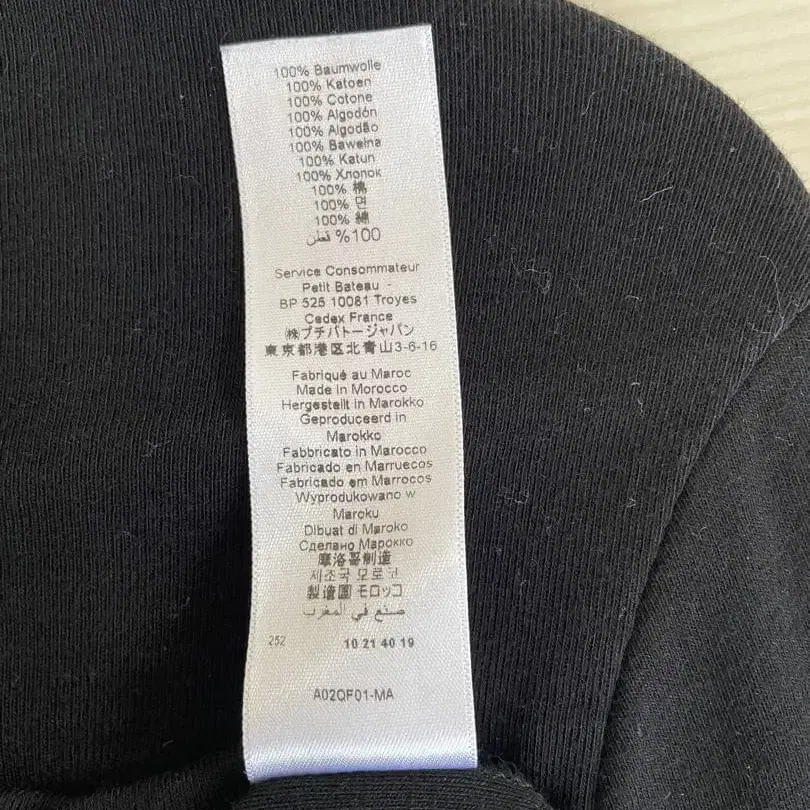 100% Baumwolle
100% Katoen
100% Cotone
100% Algodón
100% Algodão
100% Bawełna
100% Katun
100% Хлопок
100% 棉
100% 면
100% 綿
%100 قطن
Service Consommateur
Petit Bateau -
BP 525 10081 Troyes
Cedex France
㈱プチバトージャパン
東京都港区北青山3-6-16
Fabriqué au Maroc
Made in Morocco
Hergestellt in Marokko
Geproduceerd in
Marokko
Fabbricato in Marocco
Fabricado en Marruecos
Fabricado em Marrocos
Wyprodukowano w
Maroku
Dibuat di Maroko
Сделано Марокко
摩洛哥制造
제조국 모로코
製造国 モロッコ
صنع في المغرب
252 10 21 40 19
A02QF01-MA